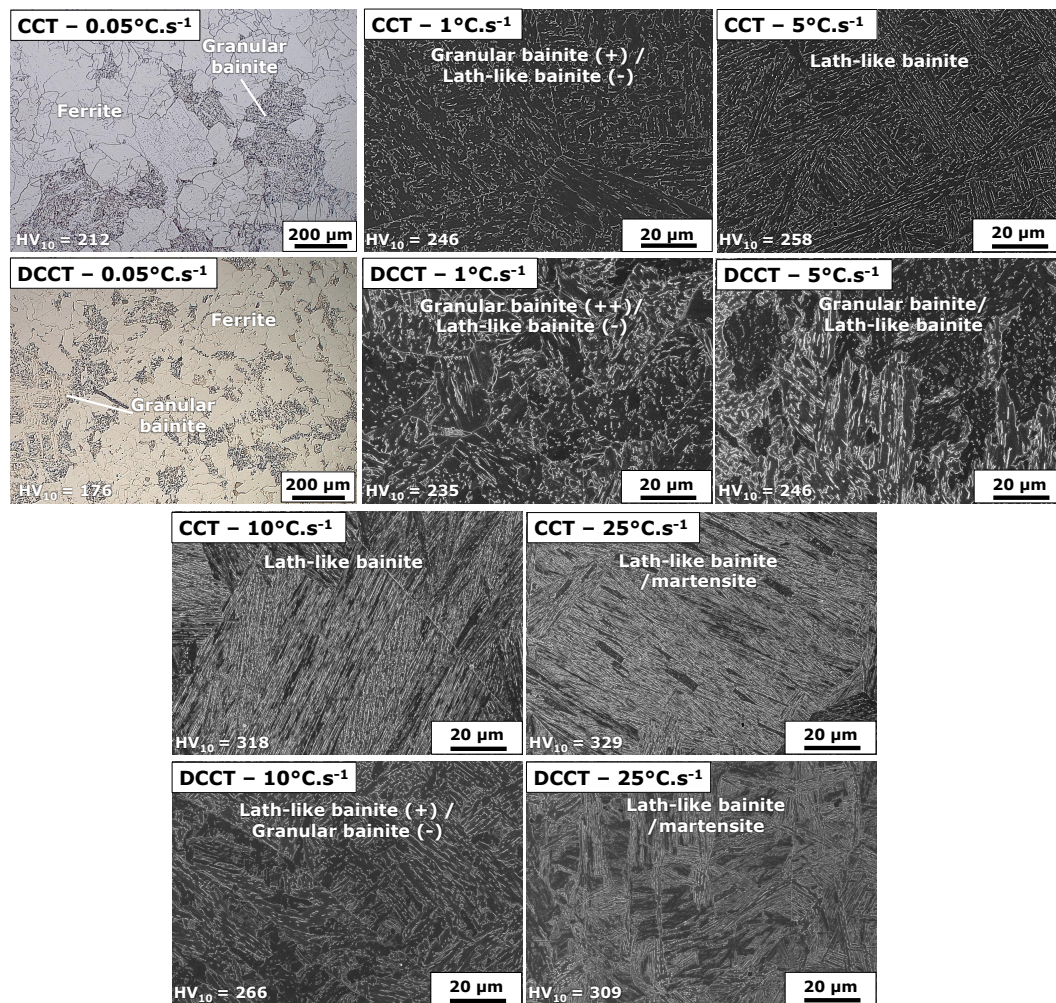 CCT – 0.05°C.s⁻¹
Granular
bainite
Ferrite
HV₁₀ = 212
200 µm
CCT – 1°C.s⁻¹
Granular bainite (+) /
Lath-like bainite (-)
HV₁₀ = 246
20 µm
CCT – 5°C.s⁻¹
Lath-like bainite
HV₁₀ = 258
20 µm
DCCT – 0.05°C.s⁻¹
Ferrite
Granular
bainite
HV₁₀ = 176
200 µm
DCCT – 1°C.s⁻¹
Granular bainite (++)/
Lath-like bainite (-)
HV₁₀ = 235
20 µm
DCCT – 5°C.s⁻¹
Granular bainite/
Lath-like bainite
HV₁₀ = 246
20 µm
CCT – 10°C.s⁻¹
Lath-like bainite
HV₁₀ = 318
20 µm
CCT – 25°C.s⁻¹
Lath-like bainite
/martensite
HV₁₀ = 329
20 µm
DCCT – 10°C.s⁻¹
Lath-like bainite (+) /
Granular bainite (-)
HV₁₀ = 266
20 µm
DCCT – 25°C.s⁻¹
Lath-like bainite
/martensite
HV₁₀ = 309
20 µm